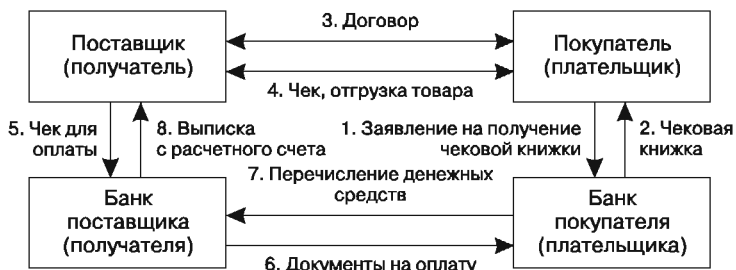 3. Договор
Поставщик
(получатель)
Покупатель
(плательщик)
4. Чек, отгрузка товара
5. Чек для
оплаты
8. Выписка
с расчетного счета
1. Заявление на получение
чековой книжки
2. Чековая
книжка
7. Перечисление денежных
средств
Банк
поставщика
(получателя)
Банк
покупателя
(плательщика)
6. Документы на оплату